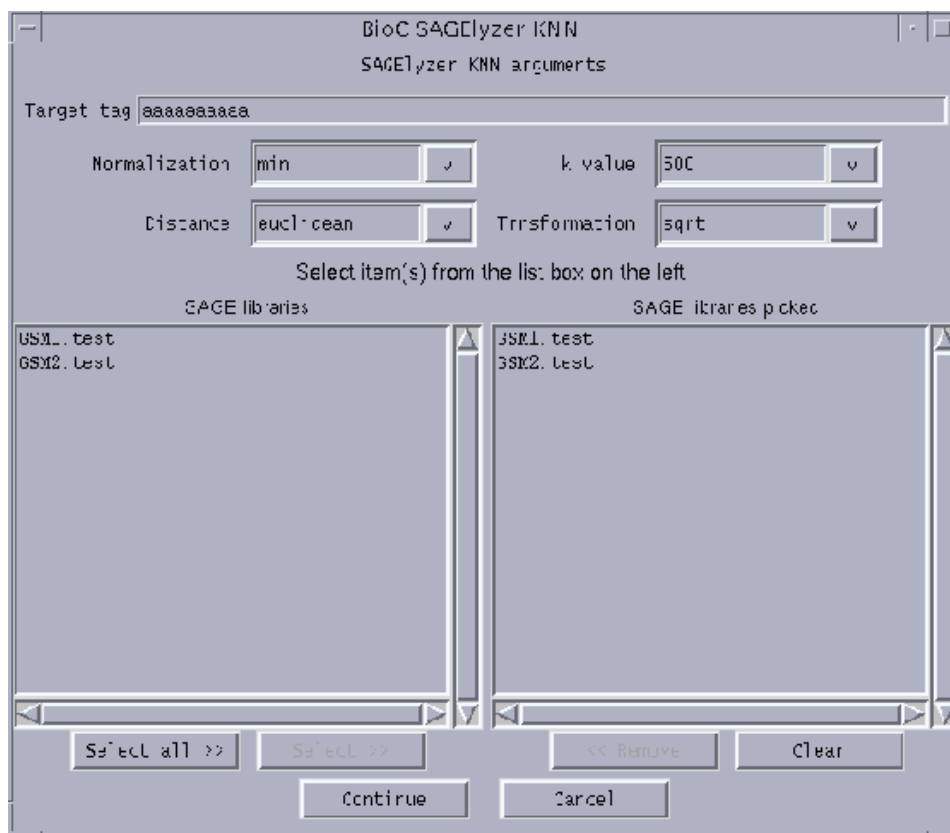 BioC SAGElyzer KNN
SAGElyzer KNN arguments
Target tag aaaaaaaaaa
Normalization min v k value 500 v
Distance euclidean v Trnsformation sqrt v
Select item(s) from the list box on the left
SAGE libraries SAGE libraries picked
GSM1.test GSM1.test
GSM2.test GSM2.test
Select all >> Select >> << Remove Clear
Continue Cancel